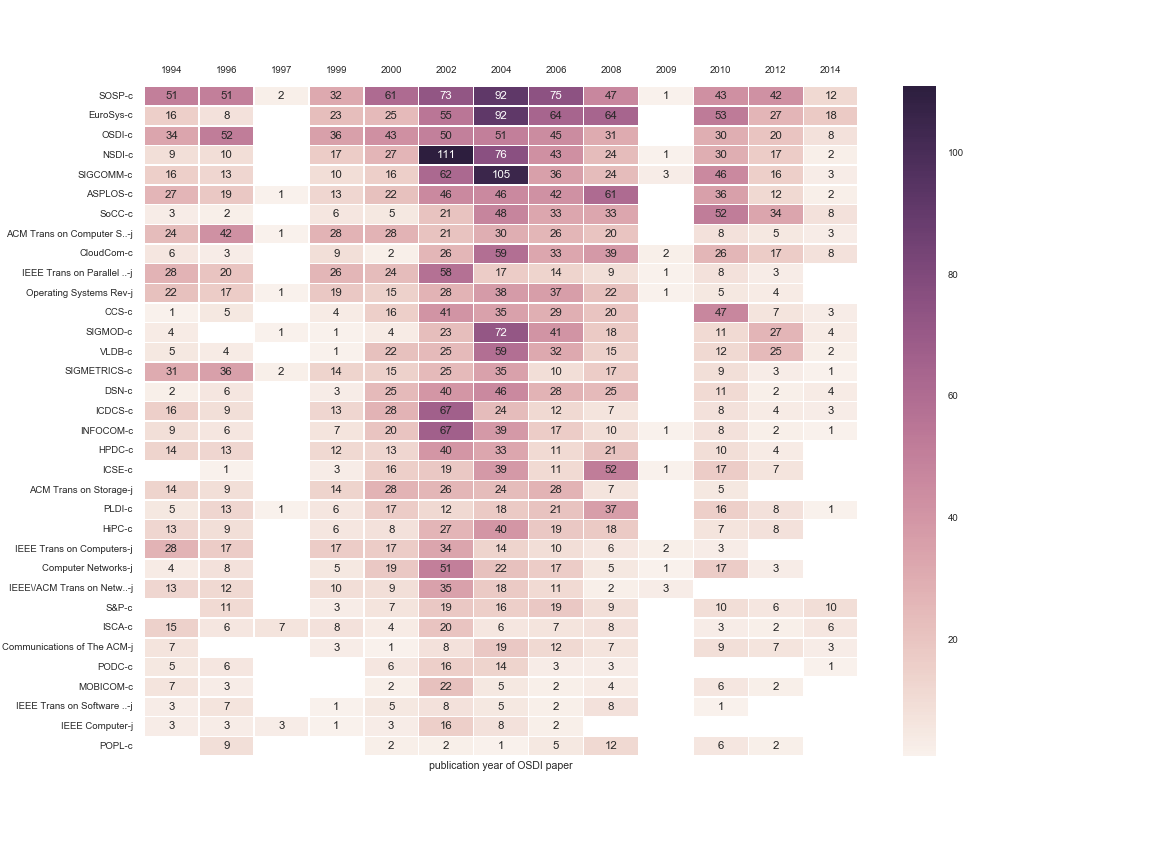 1994 1996 1997 1999 2000 2002 2004 2006 2008 2009 2010 2012 2014
SOSP-c 51 51 2 32 61 73 92 75 47 1 43 42 12
EuroSys-c 16 8 23 25 55 92 64 64 53 27 18
OSDI-c 34 52 36 43 50 51 45 31 30 20 8
NSDI-c 9 10 17 27 111 76 43 24 1 30 17 2
100
SIGCOMM-c 16 13 10 16 62 105 36 24 3 46 16 3
ASPLOS-c 27 19 1 13 22 46 46 42 61 36 12 2
SoCC-c 3 2 6 5 21 48 33 33 52 34 8
ACM Trans on Computer S..-j 24 42 1 28 28 21 30 26 20 8 5 3
CloudCom-c 6 3 9 2 26 59 33 39 2 26 17 8
IEEE Trans on Parallel ..-j 28 20 26 24 58 17 14 9 1 8 3
80
Operating Systems Rev-j 22 17 1 19 15 28 38 37 22 1 5 4
CCS-c 1 5 4 16 41 35 29 20 47 7 3
SIGMOD-c 4 1 1 4 23 72 41 18 11 27 4
VLDB-c 5 4 1 22 25 59 32 15 12 25 2
SIGMETRICS-c 31 36 2 14 15 25 35 10 17 9 3 1
DSN-c 2 6 3 25 40 46 28 25 11 2 4
60
ICDCS-c 16 9 13 28 67 24 12 7 8 4 3
INFOCOM-c 9 6 7 20 67 39 17 10 1 8 2 1
HPDC-c 14 13 12 13 40 33 11 21 10 4
ICSE-c 1 3 16 19 39 11 52 1 17 7
ACM Trans on Storage-j 14 9 14 28 26 24 28 7 5
PLDI-c 5 13 1 6 17 12 18 21 37 16 8 1
40
HiPC-c 13 9 6 8 27 40 19 18 7 8
IEEE Trans on Computers-j 28 17 17 17 34 14 10 6 2 3
Computer Networks-j 4 8 5 19 51 22 17 5 1 17 3
IEEE\/ACM Trans on Netw..-j 13 12 10 9 35 18 11 2 3
S&P-c 11 3 7 19 16 19 9 10 6 10
ISCA-c 15 6 7 8 4 20 6 7 8 3 2 6
20
Communications of The ACM-j 7 3 1 8 19 12 7 9 7 3
PODC-c 5 6 6 16 14 3 3 1
MOBICOM-c 7 3 2 22 5 2 4 6 2
IEEE Trans on Software ..-j 3 7 1 5 8 5 2 8 1
IEEE Computer-j 3 3 3 1 3 16 8 2
POPL-c 9 2 2 1 5 12 6 2
publication year of OSDI paper